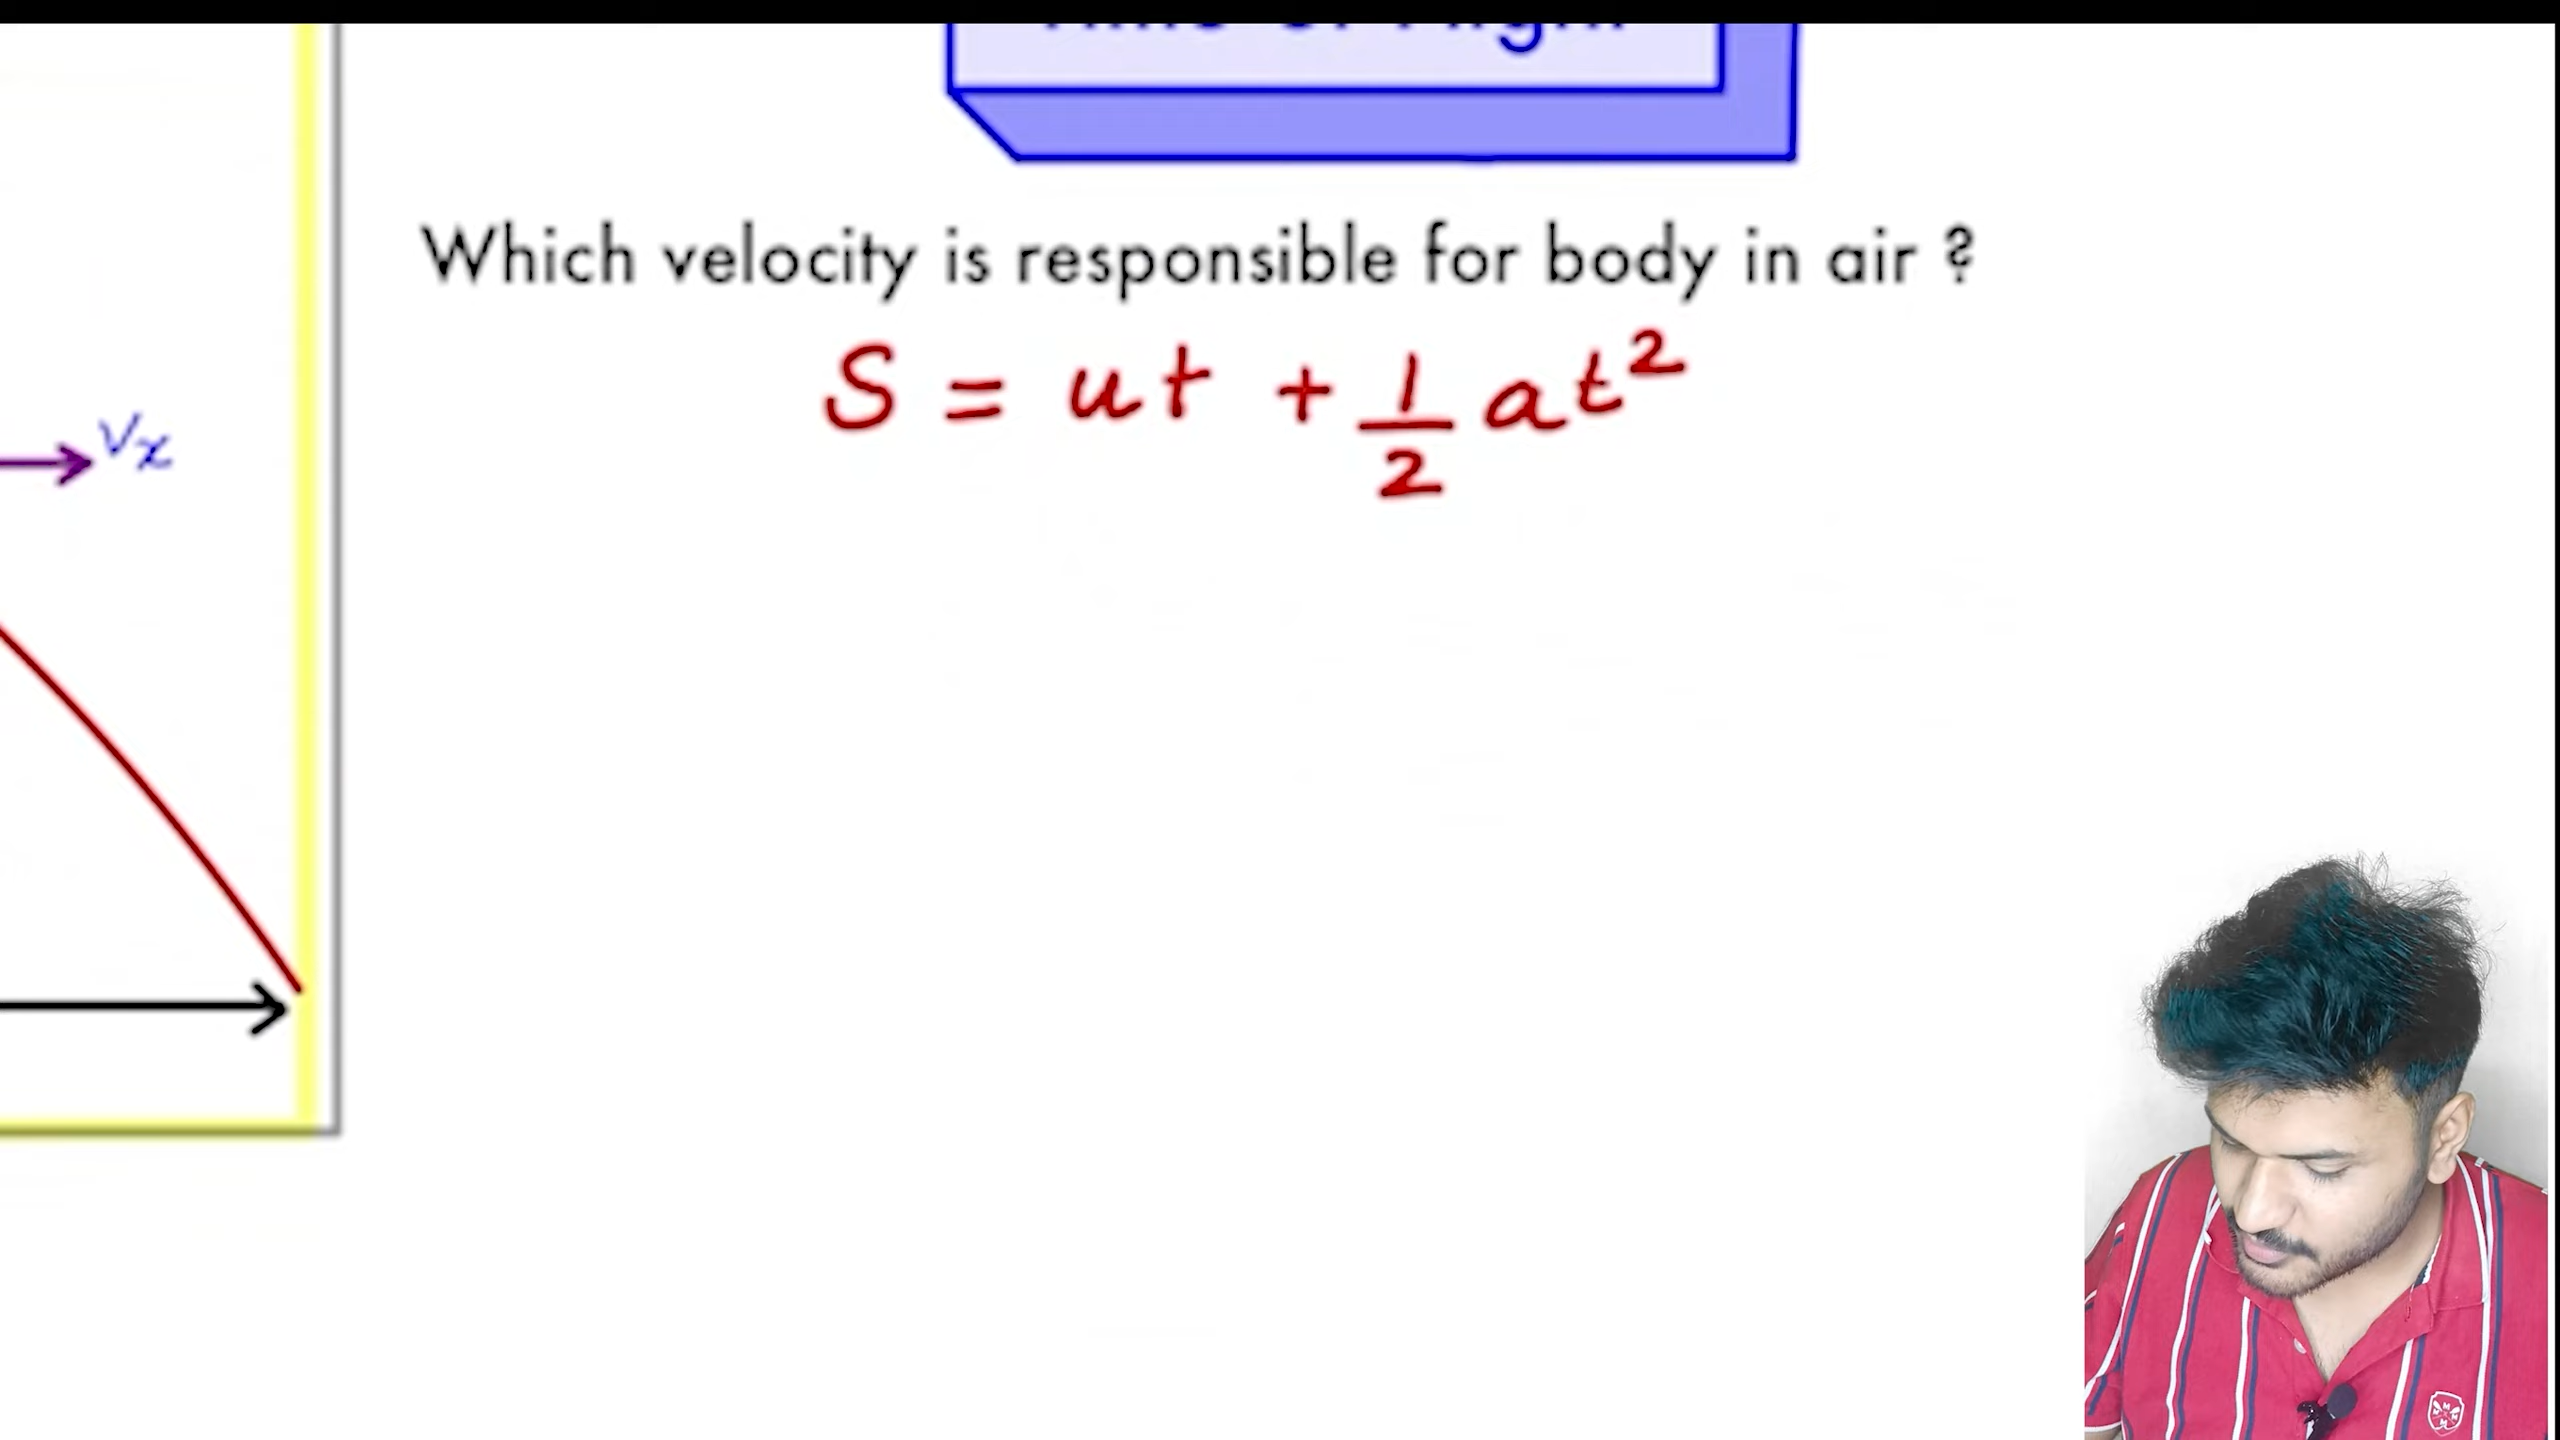 Which velocity is responsible for body in air ?
S = ut + 1/2 at²
Vx